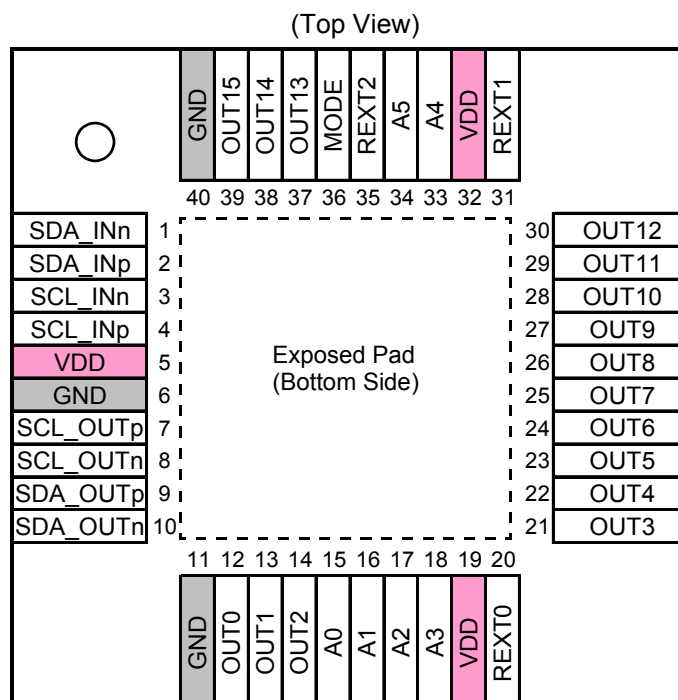 (Top View)
GND OUT15 OUT14 OUT13 MODE REXT2 A5 A4 VDD REXT1
40 39 38 37 36 35 34 33 32 31
SDA_INn 1
SDA_INp 2
SCL_INn 3
SCL_INp 4
VDD 5
GND 6
SCL_OUTp 7
SCL_OUTn 8
SDA_OUTp 9
SDA_OUTn 10
Exposed Pad
(Bottom Side)
30 OUT12
29 OUT11
28 OUT10
27 OUT9
26 OUT8
25 OUT7
24 OUT6
23 OUT5
22 OUT4
21 OUT3
11 12 13 14 15 16 17 18 19 20
GND OUT0 OUT1 OUT2 A0 A1 A2 A3 VDD REXT0